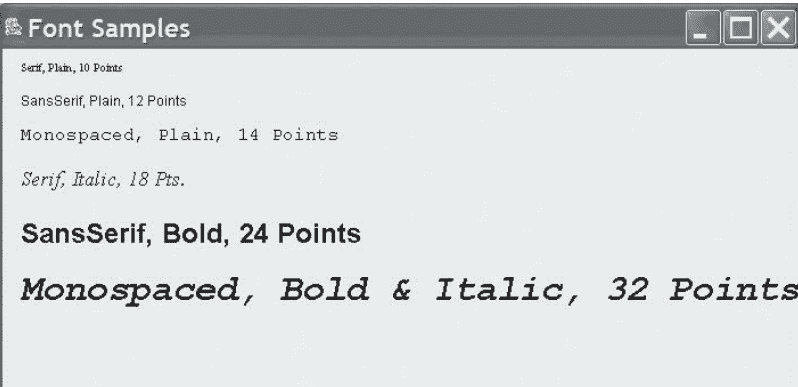 Font Samples
Serif, Plain, 10 Points
SansSerif, Plain, 12 Points
Monospaced, Plain, 14 Points
Serif, Italic, 18 Pts.
SansSerif, Bold, 24 Points
Monospaced, Bold & Italic, 32 Points